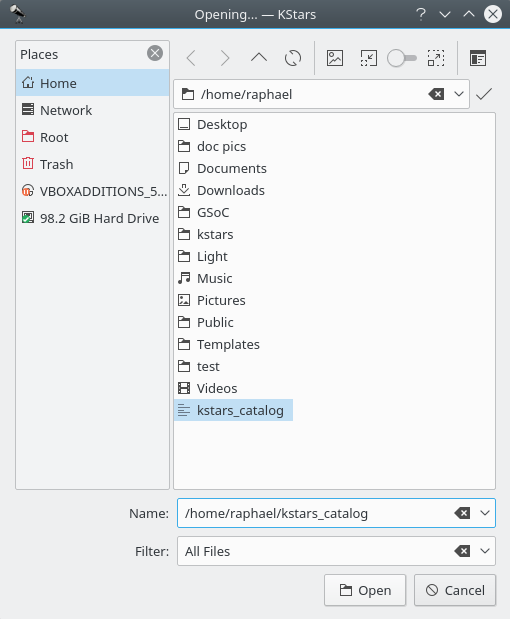 Opening... — KStars
Places
Home
Network
Root
Trash
VBOXADDITIONS_5...
98.2 GiB Hard Drive
/home/raphael
Desktop
doc pics
Documents
Downloads
GSoC
kstars
Light
Music
Pictures
Public
Templates
test
Videos
kstars_catalog
Name: /home/raphael/kstars_catalog
Filter: All Files
Open Cancel